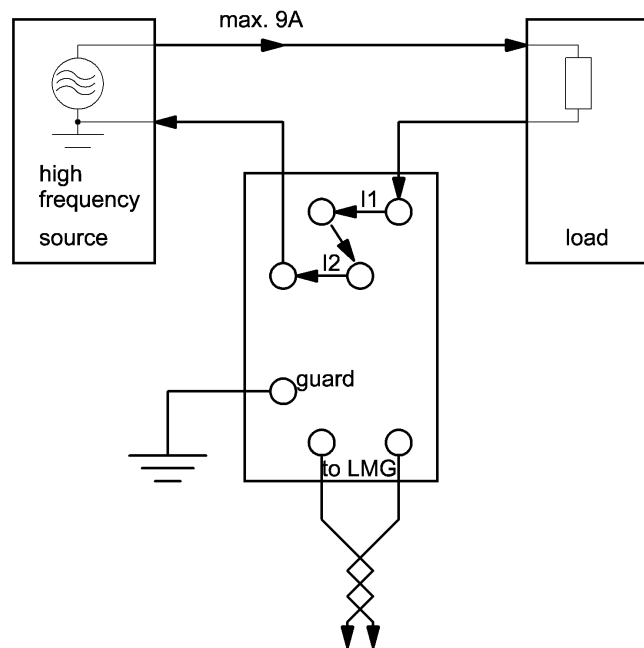 max. 9A
high
frequency
source
load
I1
I2
guard
to LMG